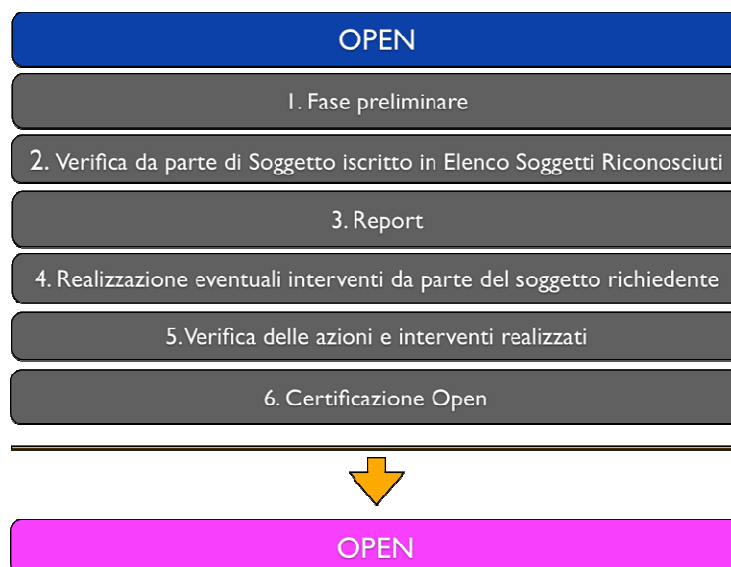 OPEN
1. Fase preliminare
2. Verifica da parte di Soggetto iscritto in Elenco Soggetti Riconosciuti
3. Report
4. Realizzazione eventuali interventi da parte del soggetto richiedente
5. Verifica delle azioni e interventi realizzati
6. Certificazione Open
OPEN